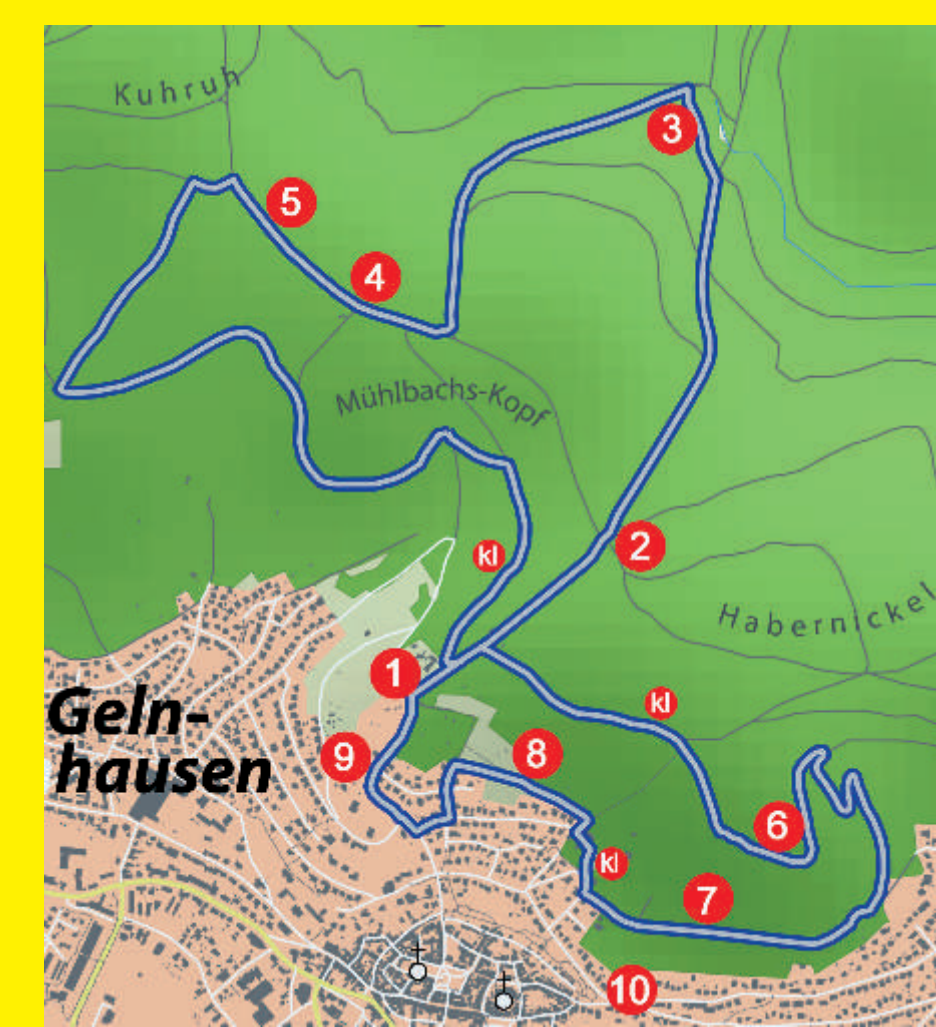 Kuhruh
3
5
4
Mühlbachs-Kopf
kl
2
Habernickel
1
kl
Geln-
hausen
9
8
6
kl
7
10